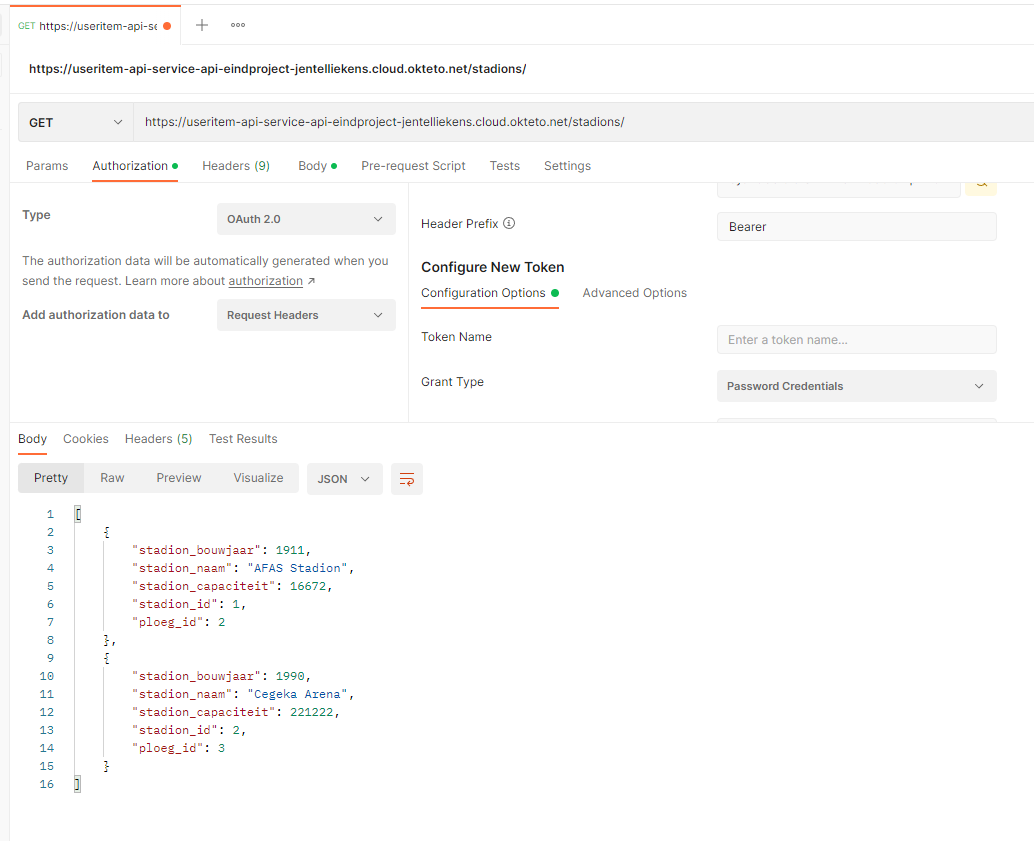 GET https://useritem-api-se
https://useritem-api-service-api-eindproject-jentelliekens.cloud.okteto.net/stadions/
GET https://useritem-api-service-api-eindproject-jentelliekens.cloud.okteto.net/stadions/
Params Authorization Headers (9) Body Pre-request Script Tests Settings
Type OAuth 2.0
The authorization data will be automatically generated when you
send the request. Learn more about authorization ↗
Add authorization data to Request Headers
Header Prefix Bearer
Configure New Token
Configuration Options Advanced Options
Token Name Enter a token name...
Grant Type Password Credentials
Body Cookies Headers (5) Test Results
Pretty Raw Preview Visualize JSON
1 [
2 {
3 "stadion_bouwjaar": 1911,
4 "stadion_naam": "AFAS Stadion",
5 "stadion_capaciteit": 16672,
6 "stadion_id": 1,
7 "ploeg_id": 2
8 },
9 {
10 "stadion_bouwjaar": 1990,
11 "stadion_naam": "Cegeka Arena",
12 "stadion_capaciteit": 221222,
13 "stadion_id": 2,
14 "ploeg_id": 3
15 }
16 ]